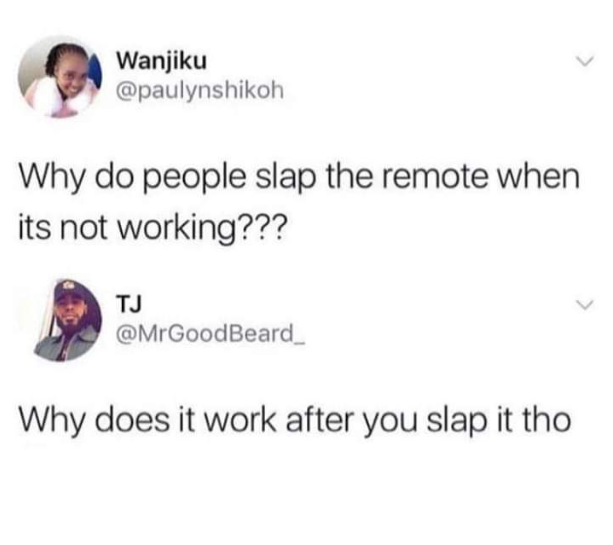 Wanjiku
@paulynshikoh
Why do people slap the remote when
its not working???
TJ
@MrGoodBeard_
Why does it work after you slap it tho